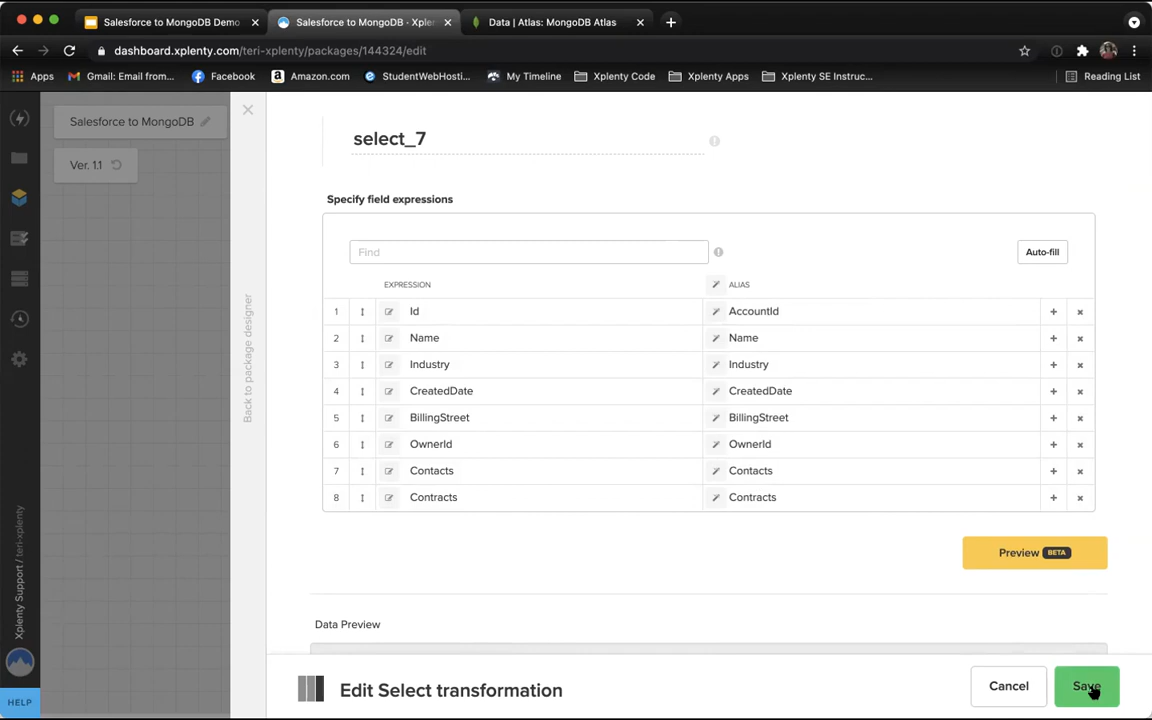 Salesforce to MongoDB Demo
Salesforce to MongoDB · Xplen
Data | Atlas: MongoDB Atlas
dashboard.xplenty.com/teri-xplenty/packages/144324/edit
Apps
Gmail: Email from...
Facebook
Amazon.com
StudentWebHosti...
My Timeline
Xplenty Code
Xplenty Apps
Xplenty SE Instruc...
Reading List
Salesforce to MongoDB
Ver. 1.1
Back to package designer
select_7
Specify field expressions
Find
Auto-fill
EXPRESSION ALIAS
1 Id AccountId
2 Name Name
3 Industry Industry
4 CreatedDate CreatedDate
5 BillingStreet BillingStreet
6 OwnerId OwnerId
7 Contacts Contacts
8 Contracts Contracts
Preview BETA
Data Preview
Edit Select transformation
Cancel
Save
Xplenty Support / teri-xplenty
HELP